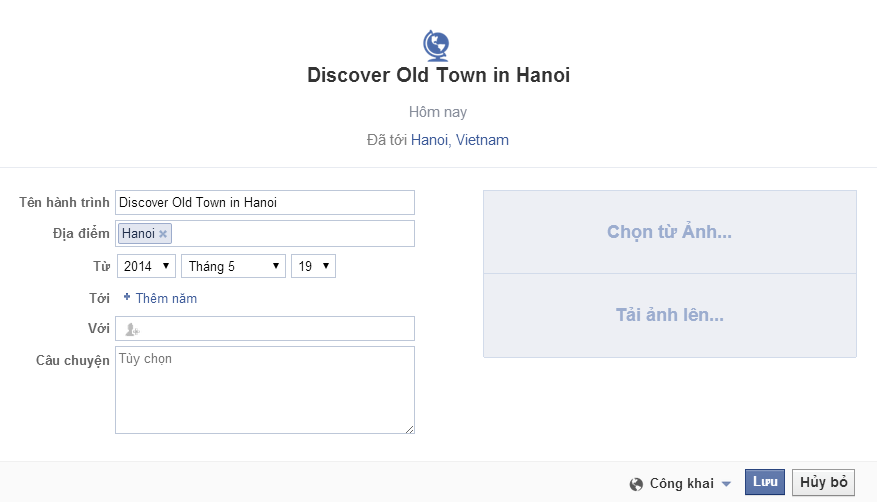 Discover Old Town in Hanoi
Hôm nay
Đã tới Hanoi, Vietnam
Tên hành trình Discover Old Town in Hanoi
Địa điểm Hanoi
Từ 2014 Tháng 5 19
Tới + Thêm năm
Với
Câu chuyện Tùy chọn
Chọn từ Ảnh...
Tải ảnh lên...
Công khai Lưu Hủy bỏ